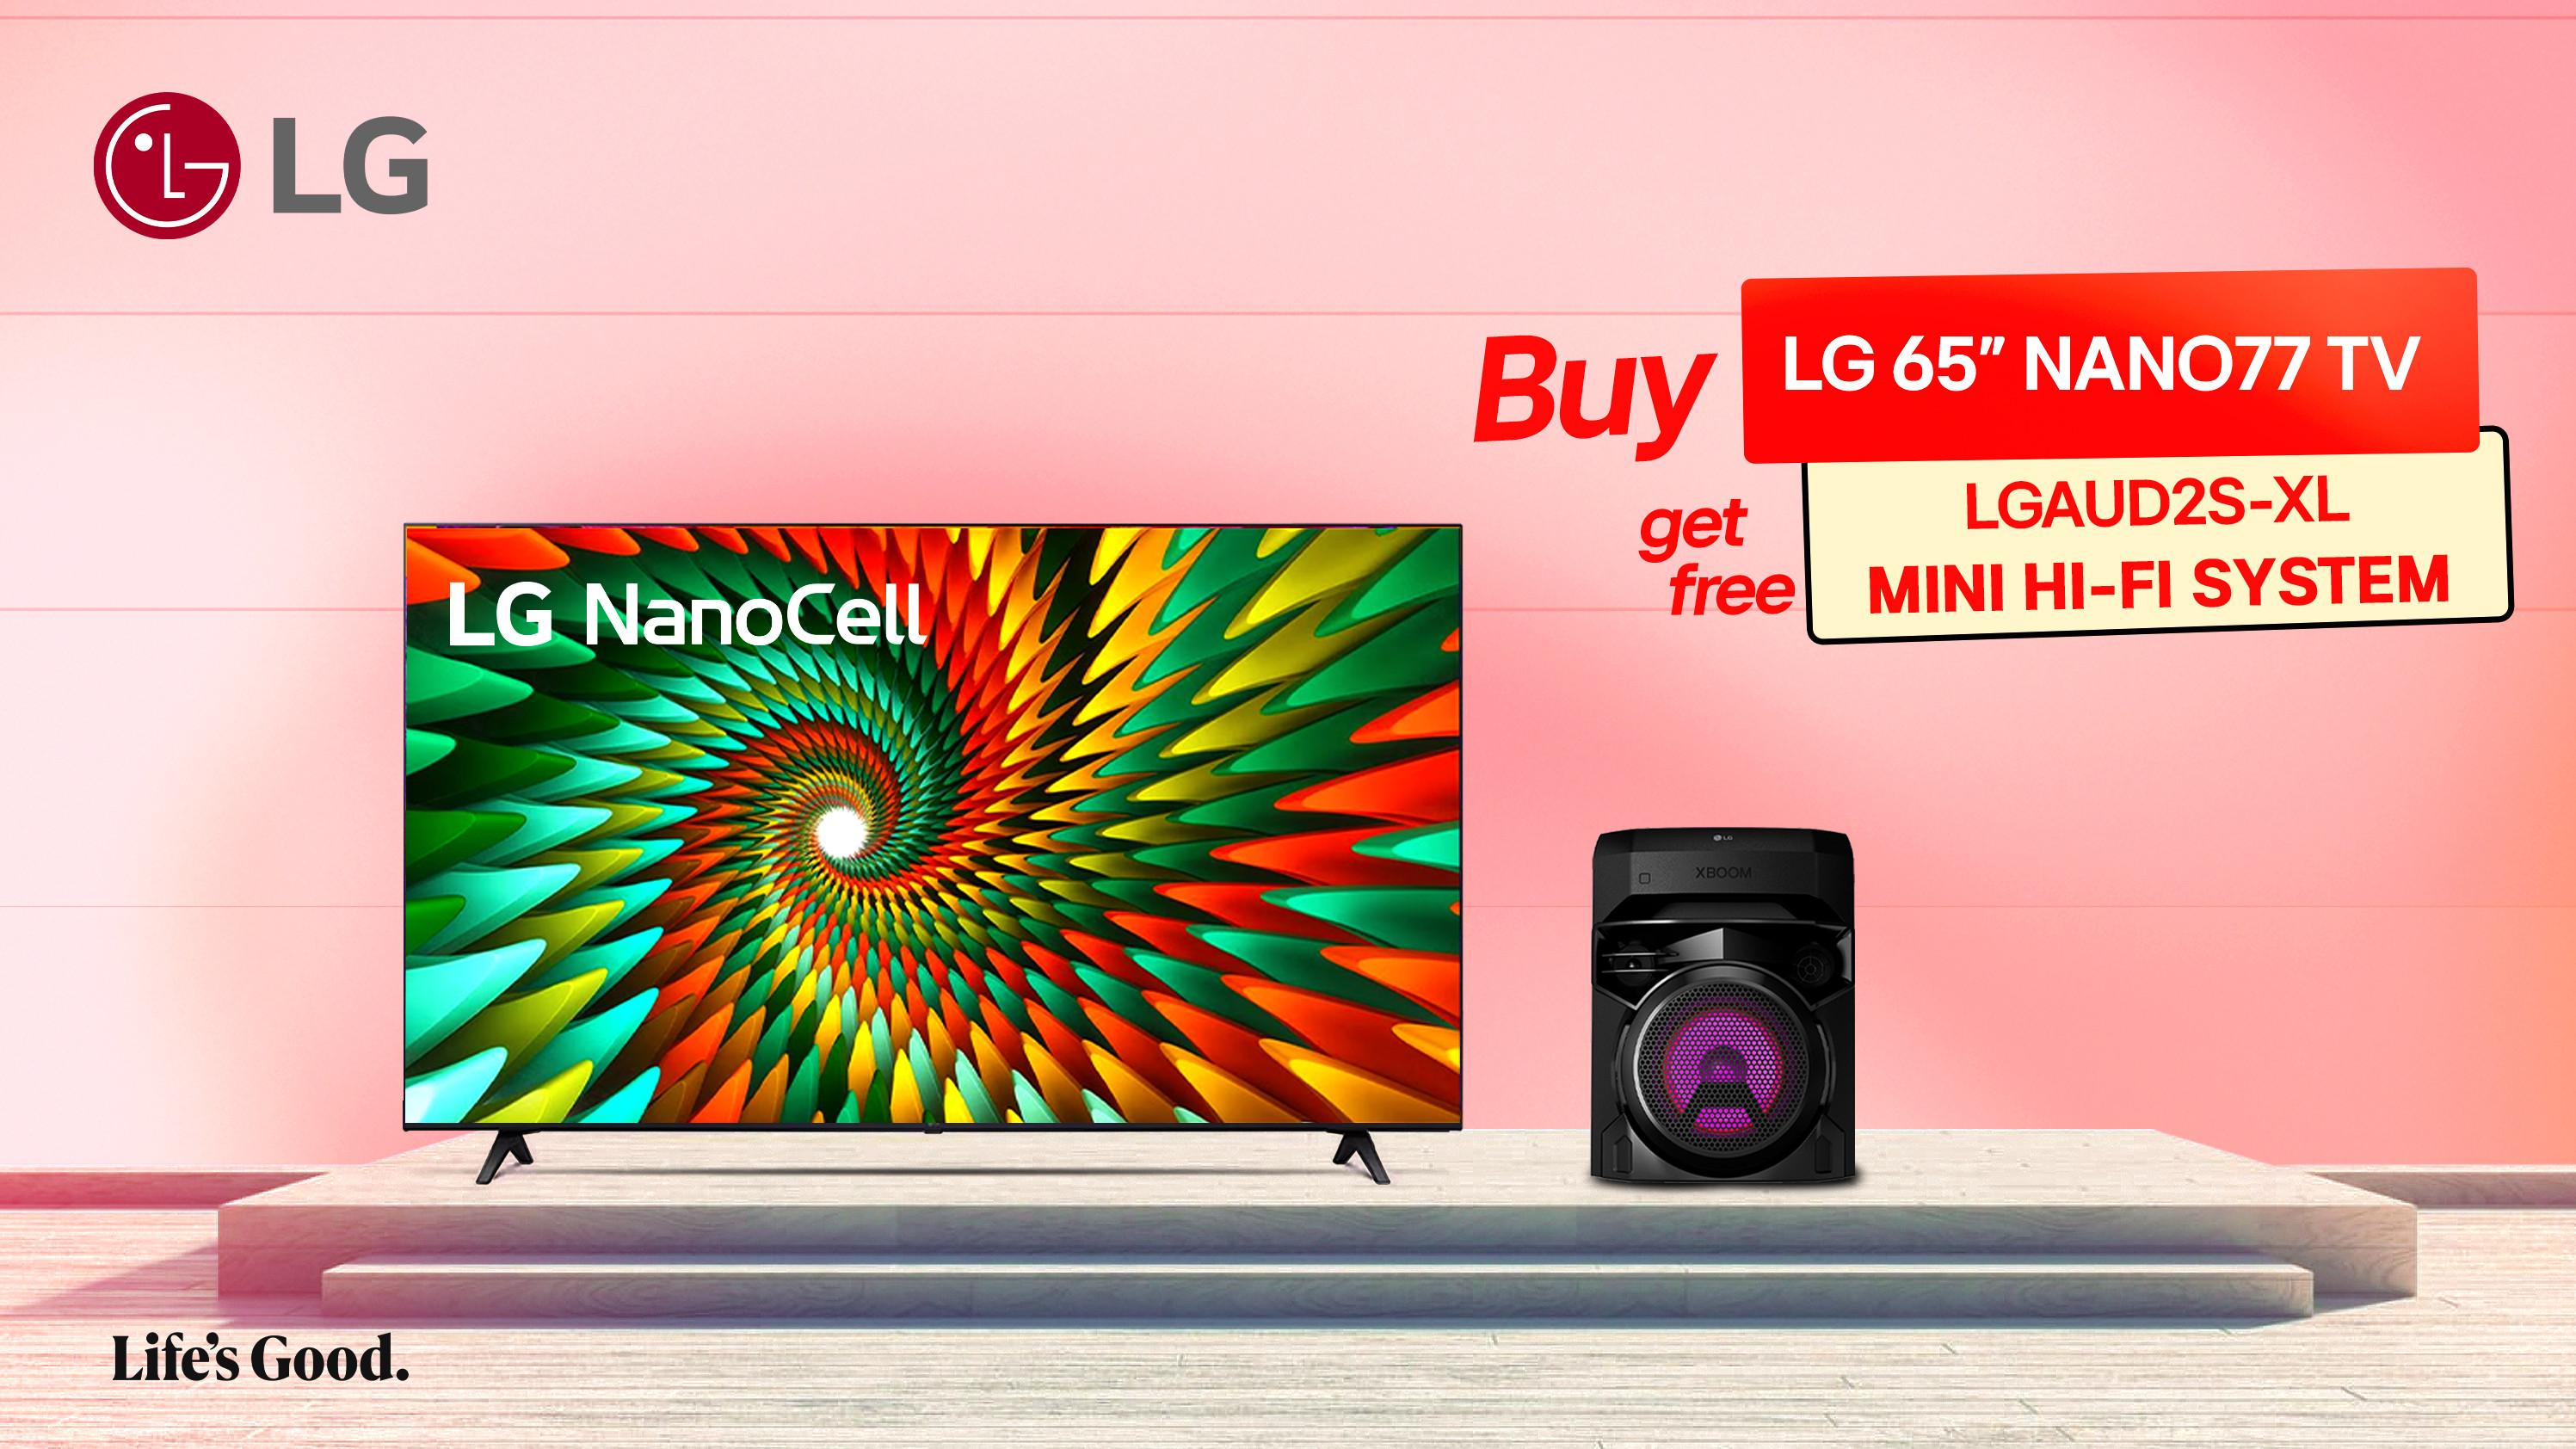 LG
Buy
LG 65” NANO77 TV
get
free
LGAUD2S-XL
MINI HI-FI SYSTEM
LG NanoCell
LG
XBOOM
Life's Good.